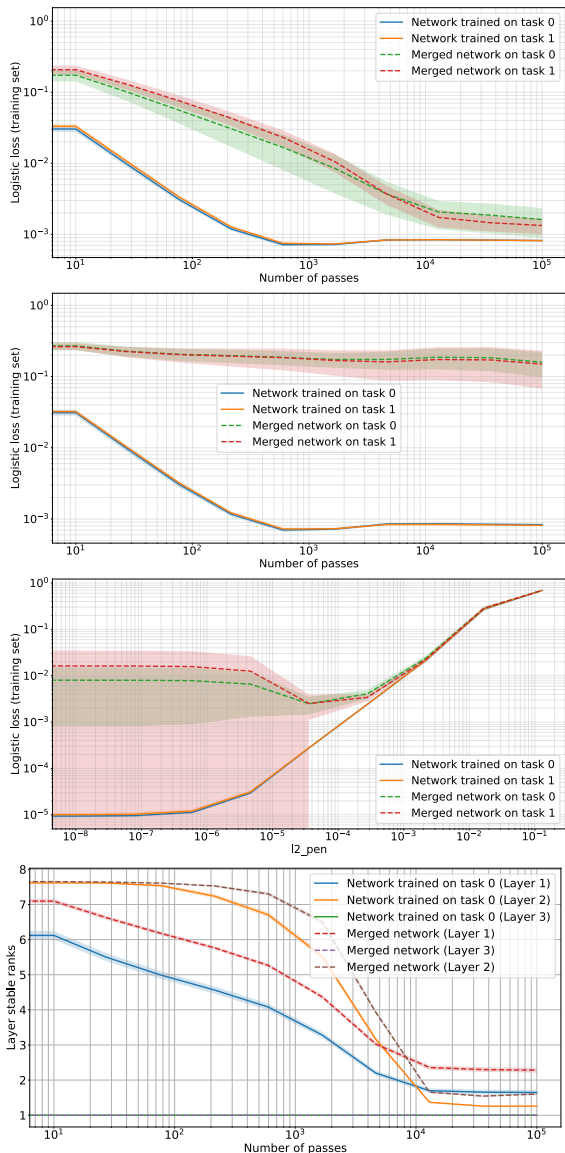 10⁰
10⁻¹
10⁻²
10⁻³
Logistic loss (training set)
Network trained on task 0
Network trained on task 1
Merged network on task 0
Merged network on task 1
10¹ 10² 10³ 10⁴ 10⁵
Number of passes
10⁰
10⁻¹
10⁻²
10⁻³
Logistic loss (training set)
Network trained on task 0
Network trained on task 1
Merged network on task 0
Merged network on task 1
10¹ 10² 10³ 10⁴ 10⁵
Number of passes
10⁰
10⁻¹
10⁻²
10⁻³
10⁻⁴
10⁻⁵
Logistic loss (training set)
Network trained on task 0
Network trained on task 1
Merged network on task 0
Merged network on task 1
10⁻⁸ 10⁻⁷ 10⁻⁶ 10⁻⁵ 10⁻⁴ 10⁻³ 10⁻² 10⁻¹
l2_pen
8
7
6
5
4
3
2
1
Layer stable ranks
Network trained on task 0 (Layer 1)
Network trained on task 0 (Layer 2)
Network trained on task 0 (Layer 3)
Merged network (Layer 1)
Merged network (Layer 3)
Merged network (Layer 2)
10¹ 10² 10³ 10⁴ 10⁵
Number of passes